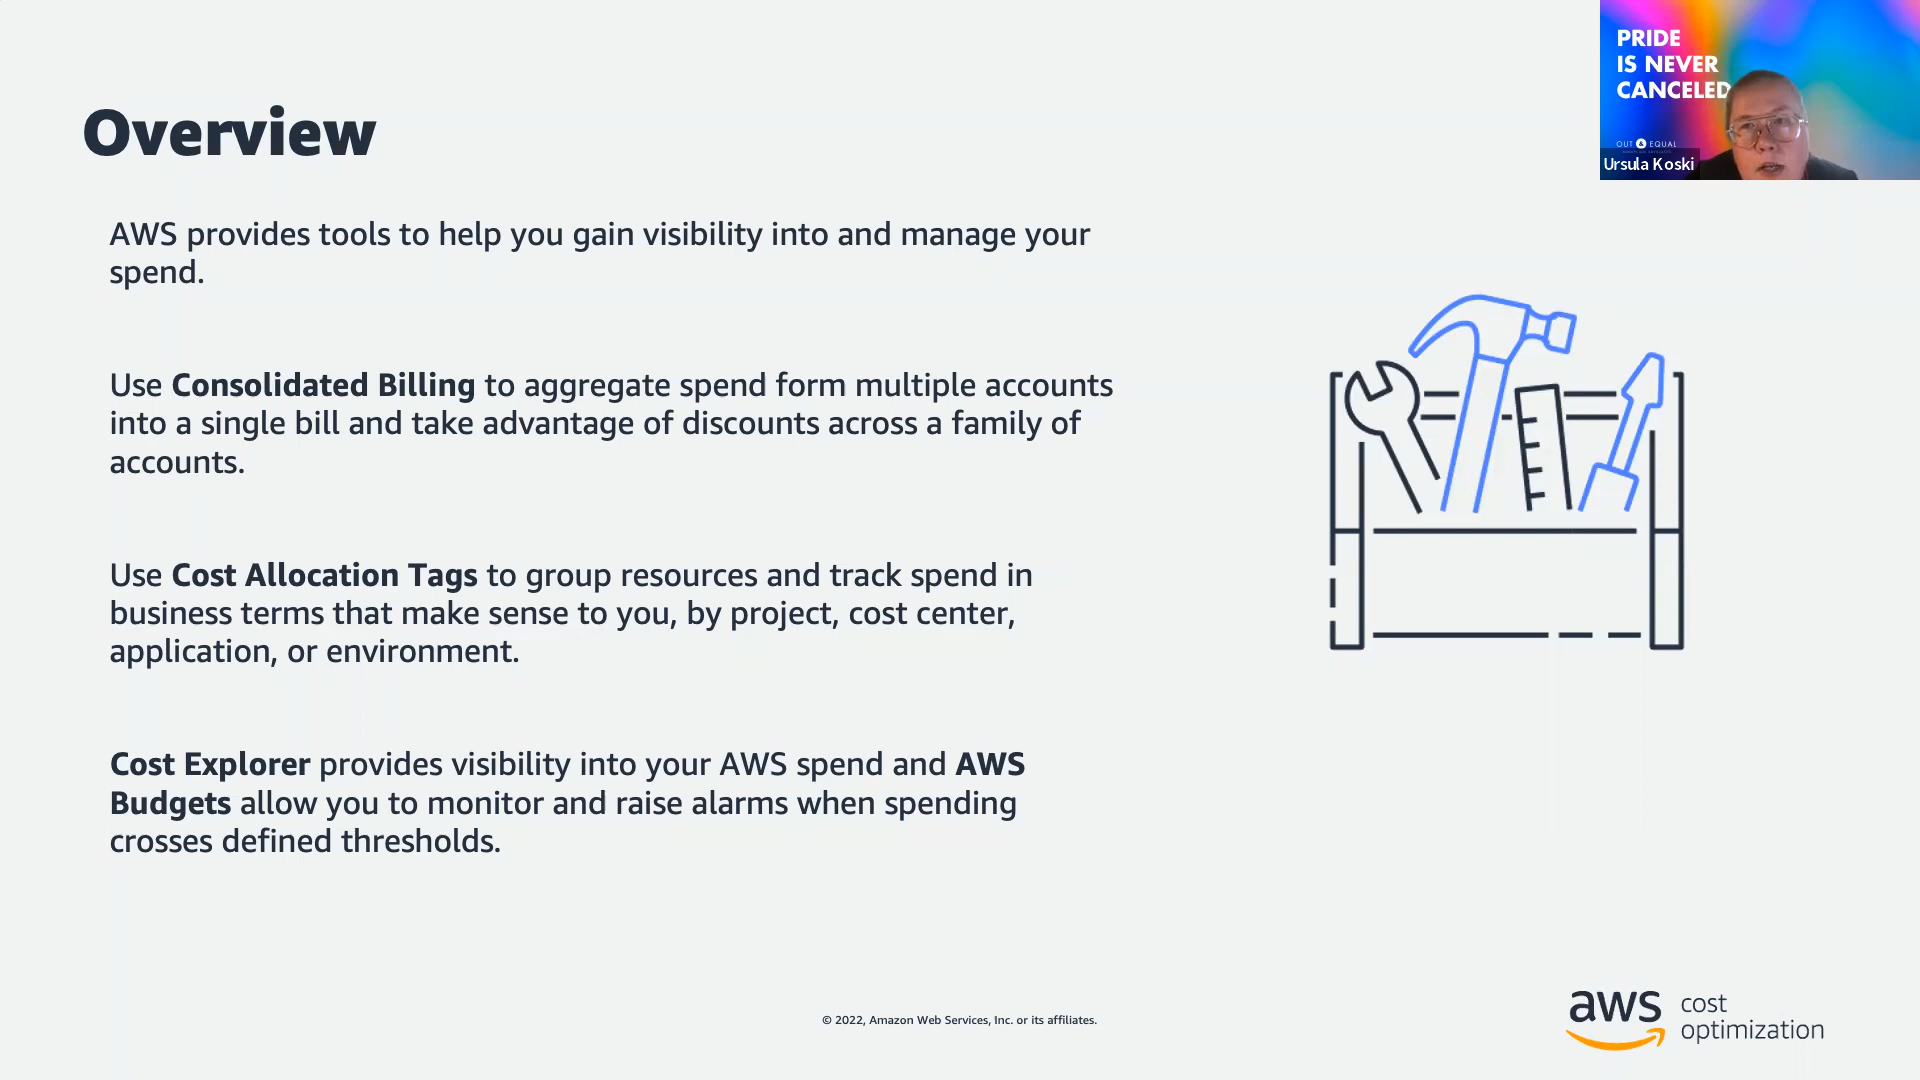 PRIDE
IS NEVER
CANCELED
OUT & EQUAL
Ursula Koski
Overview
AWS provides tools to help you gain visibility into and manage your
spend.
Use Consolidated Billing to aggregate spend form multiple accounts
into a single bill and take advantage of discounts across a family of
accounts.
Use Cost Allocation Tags to group resources and track spend in
business terms that make sense to you, by project, cost center,
application, or environment.
Cost Explorer provides visibility into your AWS spend and AWS
Budgets allow you to monitor and raise alarms when spending
crosses defined thresholds.
© 2022, Amazon Web Services, Inc. or its affiliates.
aws cost
optimization